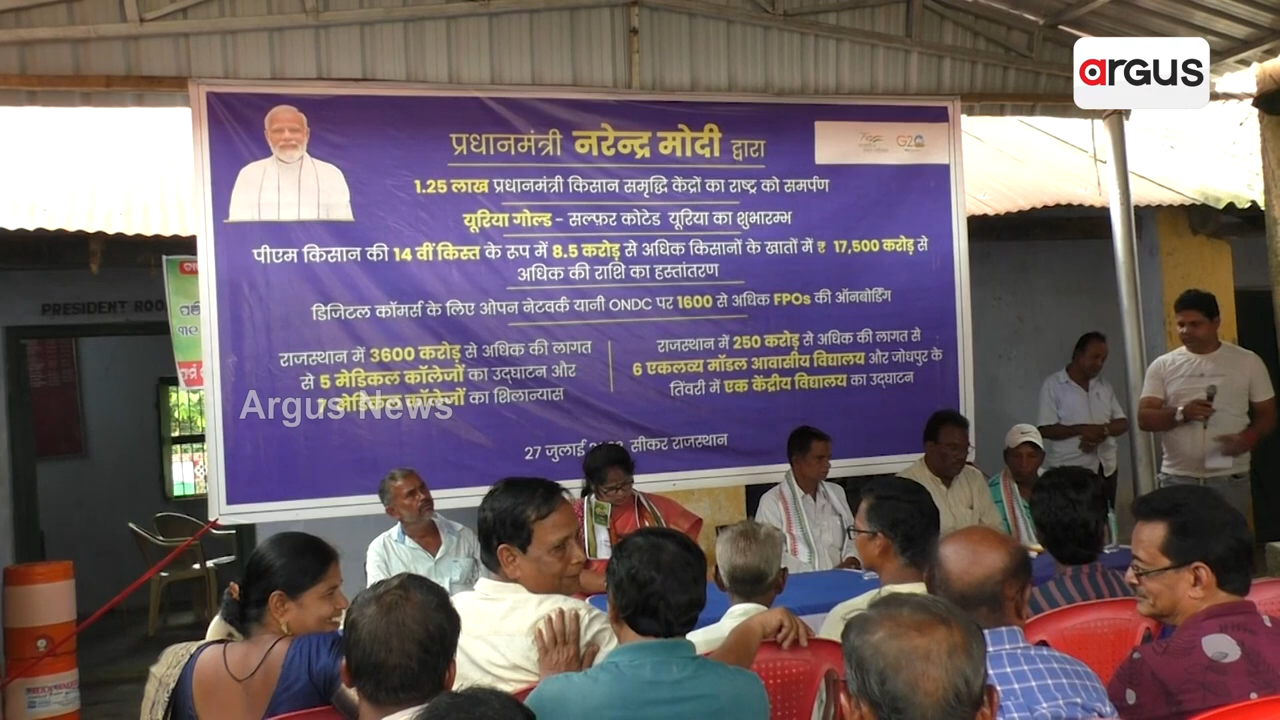 argus
प्रधानमंत्री नरेन्द्र मोदी द्वारा
G20
1.25 लाख प्रधानमंत्री किसान समृद्धि केंद्रों का राष्ट्र को समर्पण
यूरिया गोल्ड - सल्फ़र कोटेड यूरिया का शुभारम्भ
पीएम किसान की 14 वीं किस्त के रूप में 8.5 करोड़ से अधिक किसानों के खातों में ₹ 17,500 करोड़ से
अधिक की राशि का हस्तांतरण
डिजिटल कॉमर्स के लिए ओपन नेटवर्क यानी ONDC पर 1600 से अधिक FPOs की ऑनबोर्डिंग
राजस्थान में 3600 करोड़ से अधिक की लागत
से 5 मेडिकल कॉलेजों का उद्घाटन और
7 मेडिकल कॉलेजों का शिलान्यास
राजस्थान में 250 करोड़ से अधिक की लागत से
6 एकलव्य मॉडल आवासीय विद्यालय और जोधपुर के
तिंवरी में एक केंद्रीय विद्यालय का उद्घाटन
27 जुलाई सीकर राजस्थान
Argus News
PRESIDENT ROO